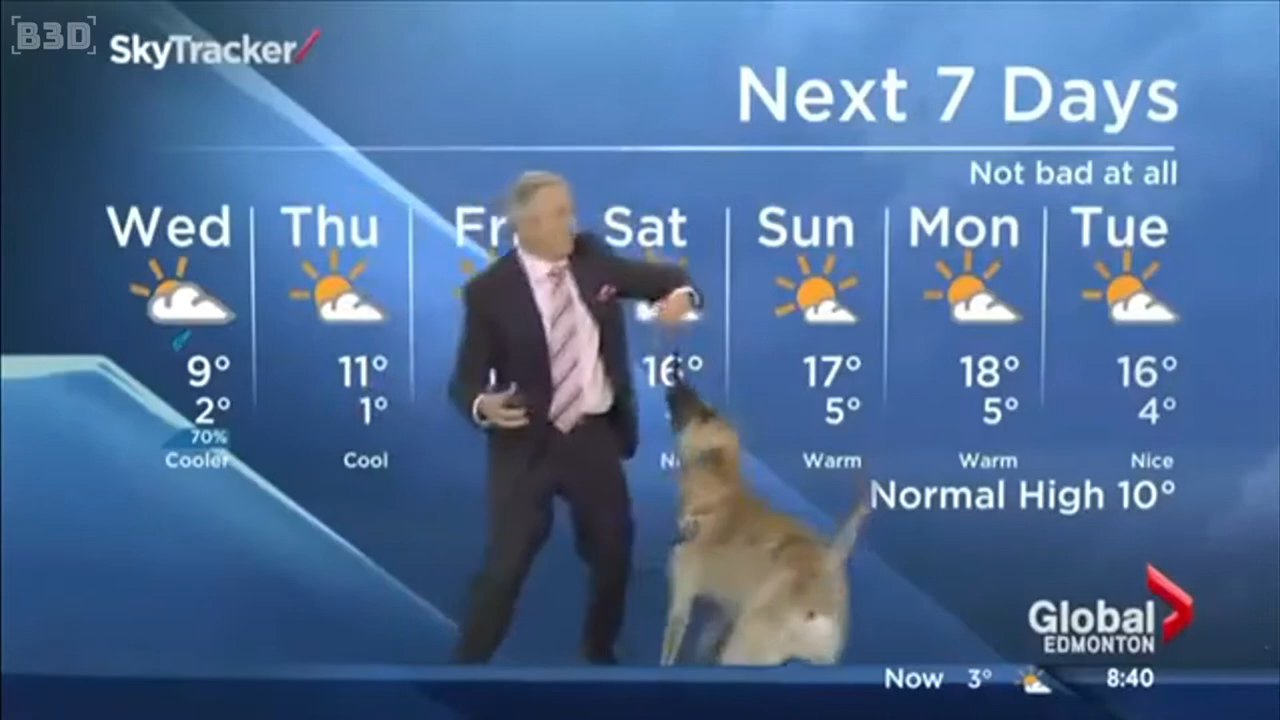 [B3D]
SkyTracker
Next 7 Days
Not bad at all
Wed Thu Fr Sat Sun Mon Tue
9° 11° 16° 17° 18° 16°
2° 1° 5° 5° 4°
70%
Cooler Cool Warm Warm Nice
Normal High 10°
Global
EDMONTON
Now 3° 8:40